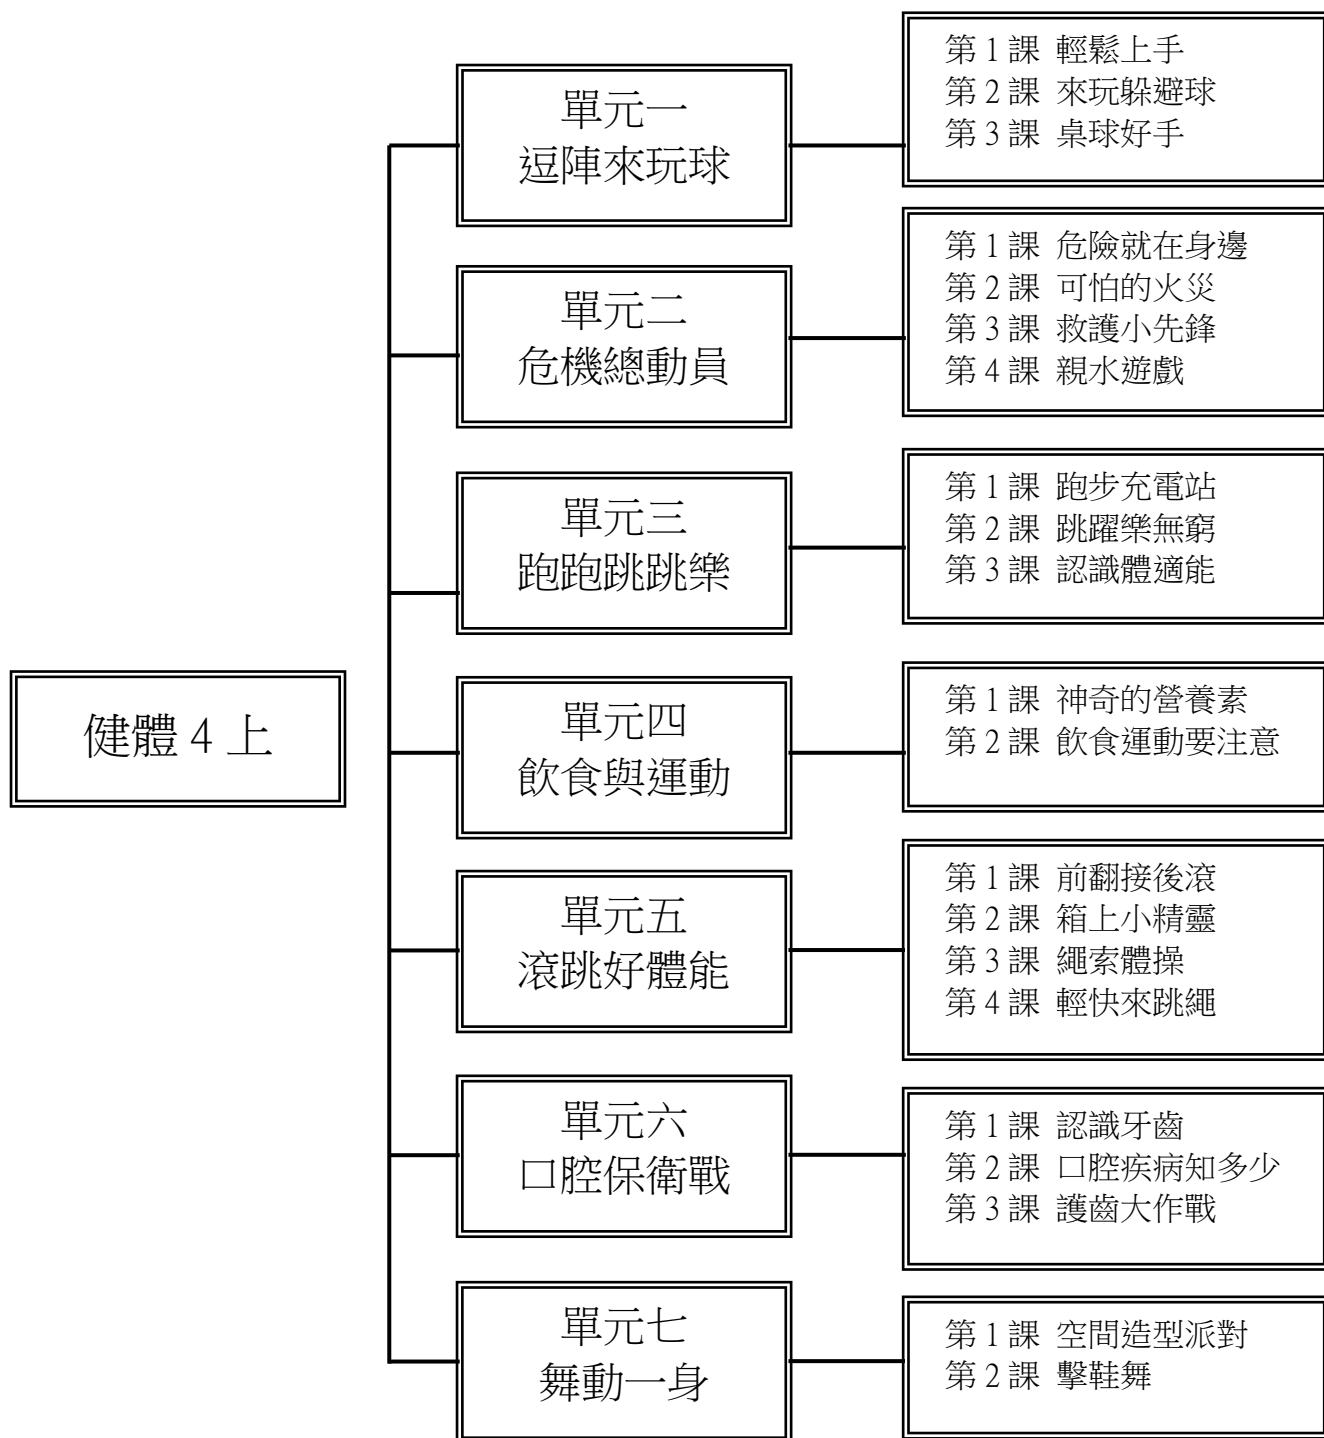 健體 4 上
單元一
逗陣來玩球
第 1 課 輕鬆上手
第 2 課 來玩躲避球
第 3 課 桌球好手
單元二
危機總動員
第 1 課 危險就在身邊
第 2 課 可怕的火災
第 3 課 救護小先鋒
第 4 課 親水遊戲
單元三
跑跑跳跳樂
第 1 課 跑步充電站
第 2 課 跳躍樂無窮
第 3 課 認識體適能
單元四
飲食與運動
第 1 課 神奇的營養素
第 2 課 飲食運動要注意
單元五
滾跳好體能
第 1 課 前翻接後滾
第 2 課 箱上小精靈
第 3 課 繩索體操
第 4 課 輕快來跳繩
單元六
口腔保衛戰
第 1 課 認識牙齒
第 2 課 口腔疾病知多少
第 3 課 護齒大作戰
單元七
舞動一身
第 1 課 空間造型派對
第 2 課 擊鞋舞